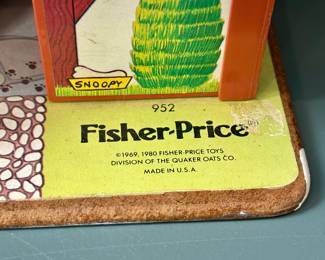 SNOOPY
952
Fisher-Price
©1969, 1980 FISHER-PRICE TOYS
DIVISION OF THE QUAKER OATS CO.
MADE IN U.S.A.